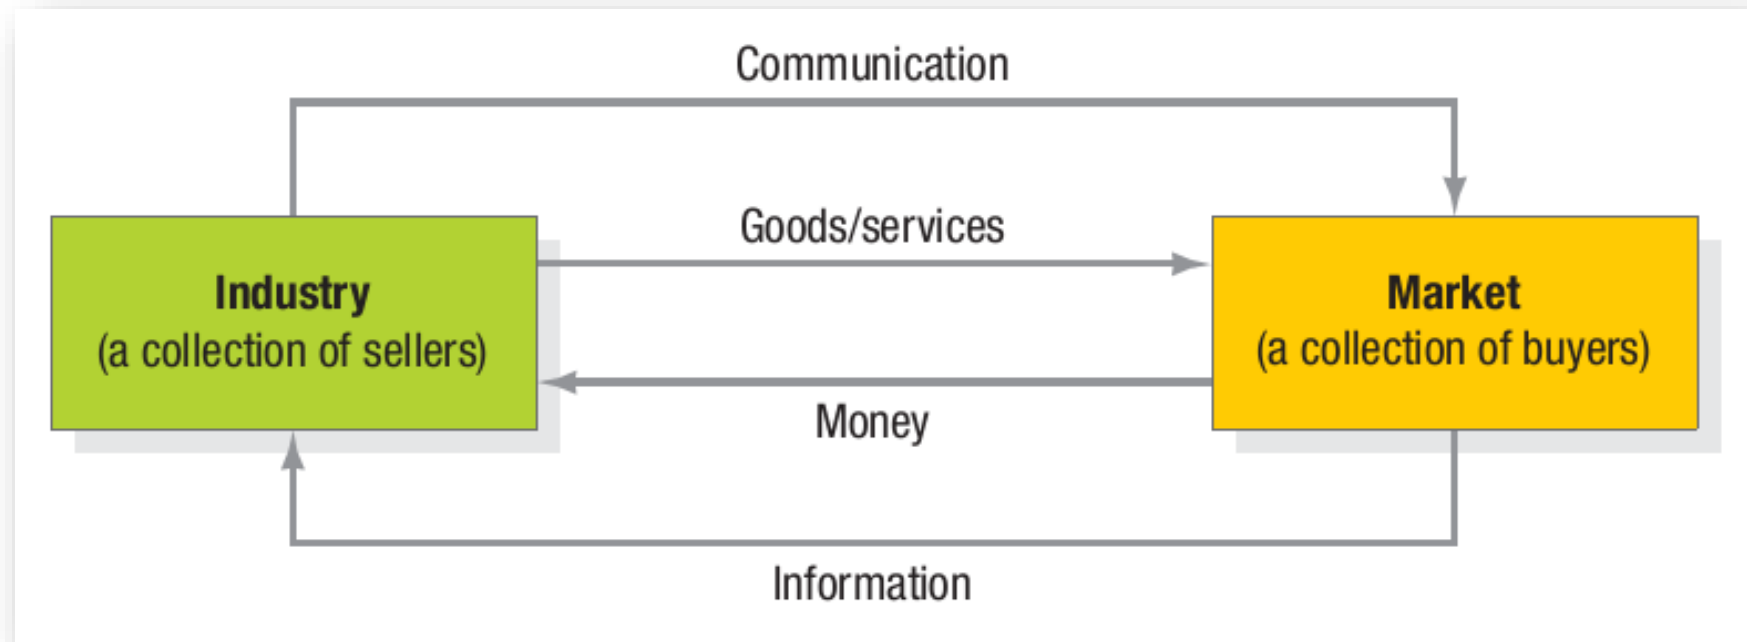 Communication
Goods/services
Industry
(a collection of sellers)
Market
(a collection of buyers)
Money
Information